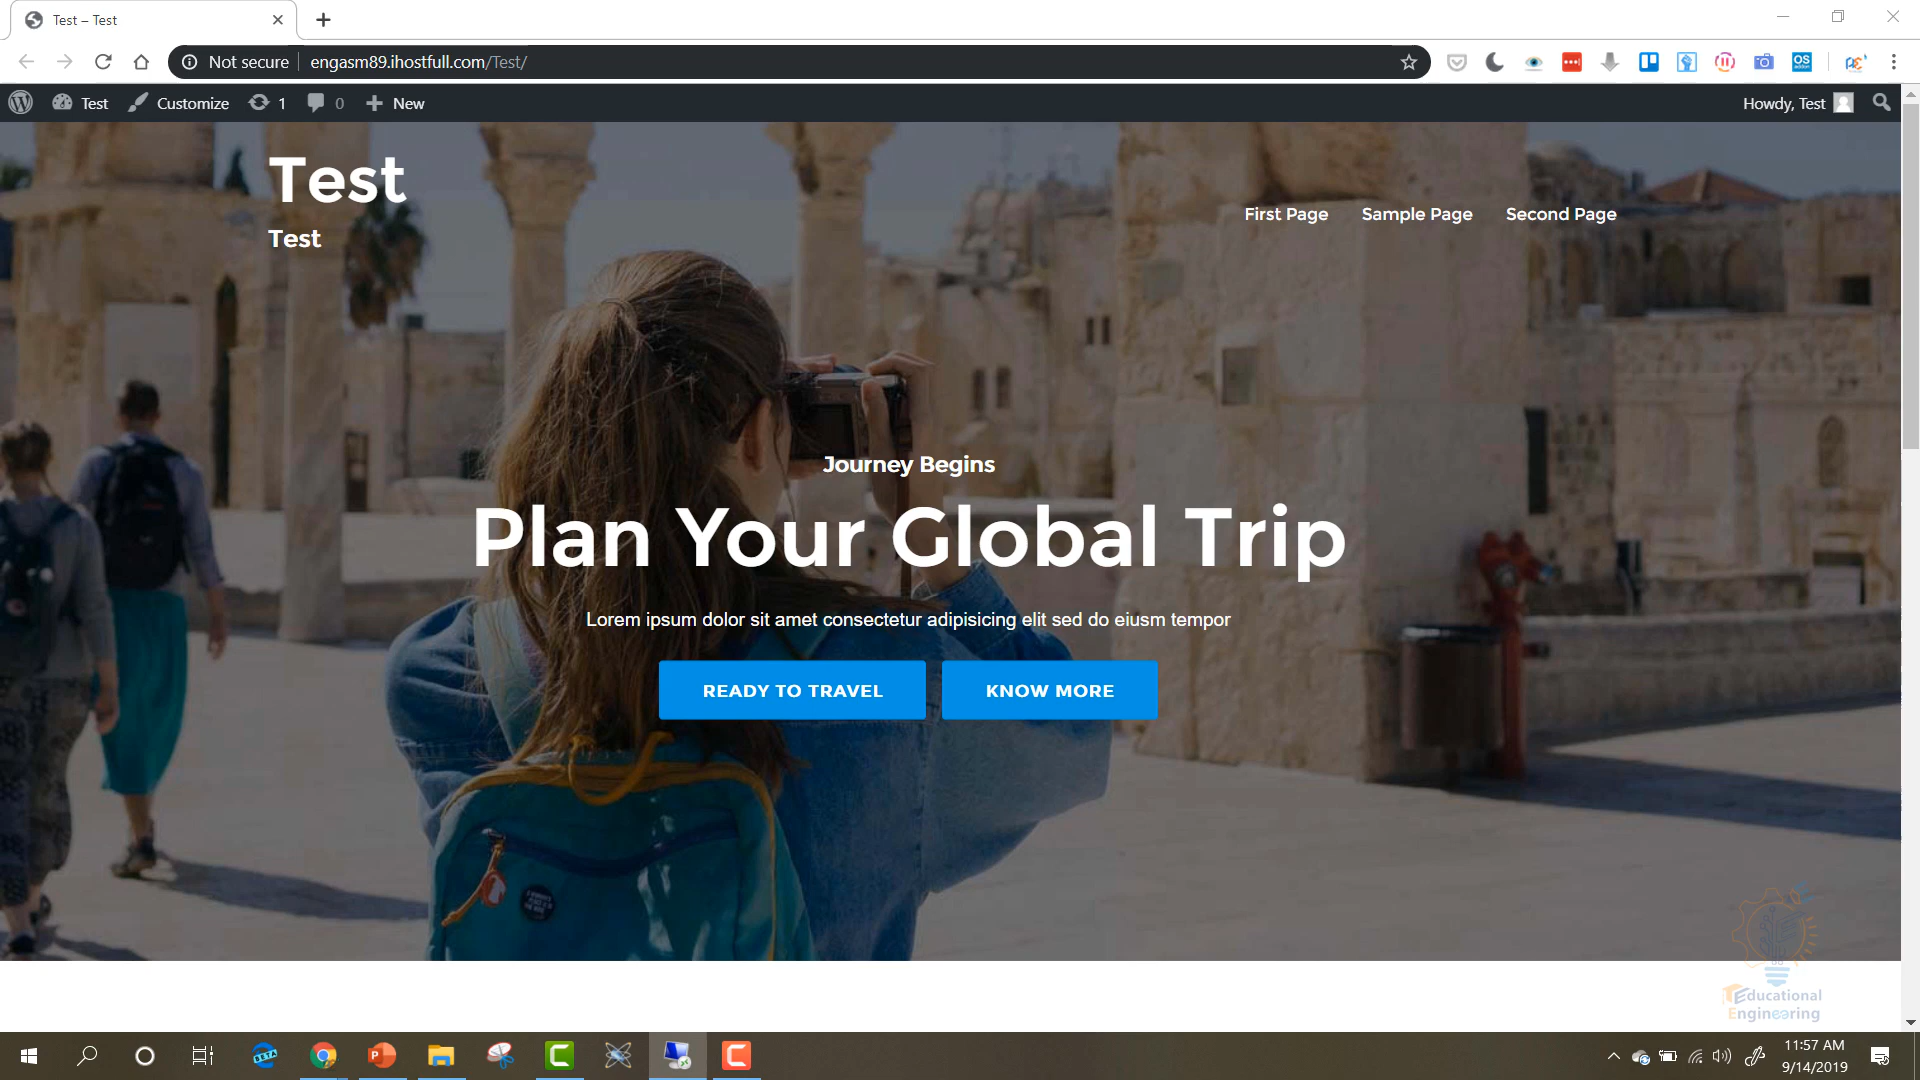 Test – Test
Not secure
engasm89.ihostfull.com/Test/
OS
Test
Customize
1
0
New
Howdy, Test
Test
Test
First Page
Sample Page
Second Page
Journey Begins
Plan Your Global Trip
Lorem ipsum dolor sit amet consectetur adipisicing elit sed do eiusm tempor
READY TO TRAVEL
KNOW MORE
Educational
Engineering
BETA
11:57 AM
9/14/2019